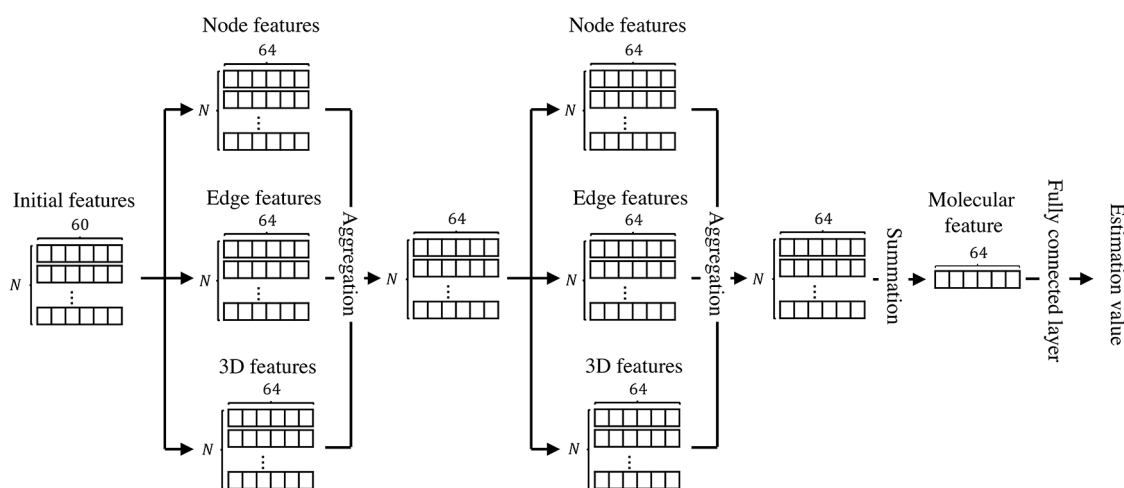 Initial features
60
N
⋮
Node features
64
N
⋮
Edge features
64
N
⋮
3D features
64
N
⋮
Aggregation
64
N
⋮
Node features
64
N
⋮
Edge features
64
N
⋮
3D features
64
N
⋮
Aggregation
64
N
⋮
Summation
Molecular
feature
64
Fully connected layer
Estimation value